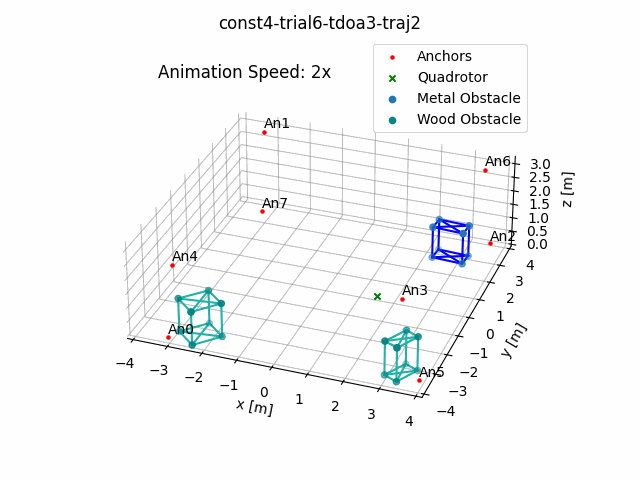 const4-trial6-tdoa3-traj2
Animation Speed: 2x
Anchors
Quadrotor
Metal Obstacle
Wood Obstacle
An1
An6
An7
An2
An4
An3
An0
An5
3.0
2.5
2.0
1.5
1.0
0.5
0.0
z [m]
4
3
2
1
0
−1
−2
−3
−4
y [m]
−4
−3
−2
−1
0
1
2
3
4
x [m]